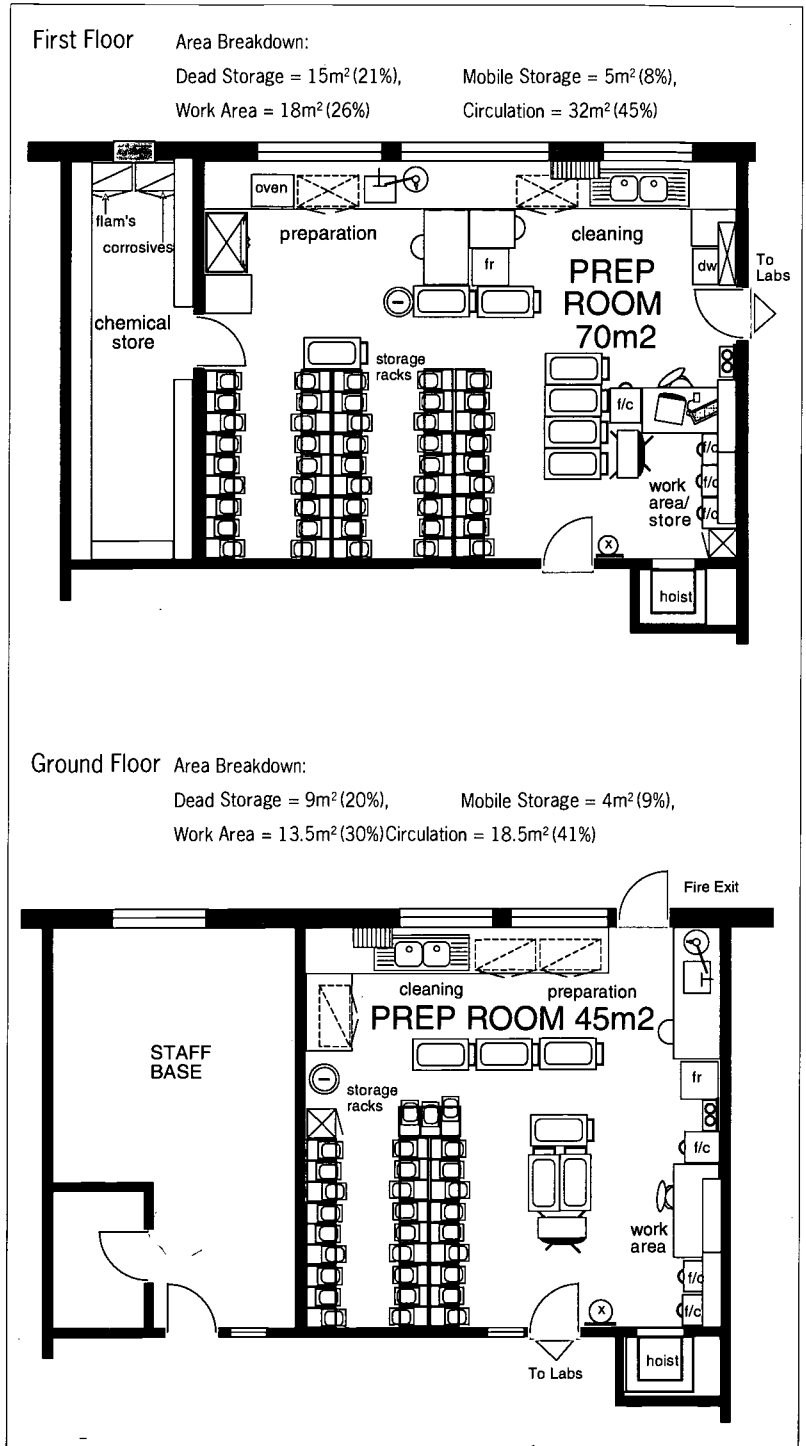 First Floor Area Breakdown:
Dead Storage = 15m² (21%), Mobile Storage = 5m² (8%),
Work Area = 18m² (26%) Circulation = 32m² (45%)
oven
flam's
corrosives
preparation
cleaning
fr
PREP
ROOM
70m2
dw
To
Labs
chemical
store
storage
racks
f/c
f/c
f/c
f/c
work
area/
store
x
hoist
Ground Floor Area Breakdown:
Dead Storage = 9m² (20%), Mobile Storage = 4m² (9%),
Work Area = 13.5m² (30%) Circulation = 18.5m² (41%)
Fire Exit
cleaning
preparation
PREP ROOM 45m2
STAFF
BASE
storage
racks
fr
f/c
work
area
f/c
f/c
x
To Labs
hoist